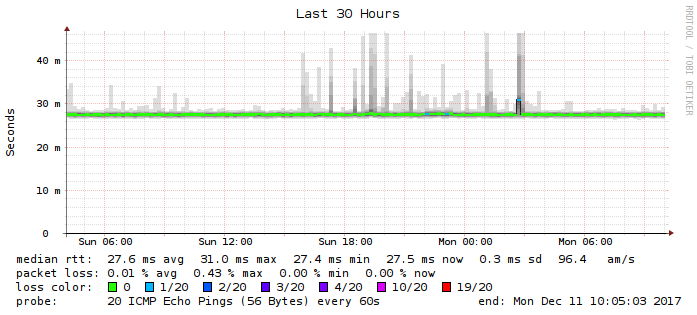 Last 30 Hours
RRDTOOL / TOBI OETIKER
Seconds
40 m
30 m
20 m
10 m
0
Sun 06:00 Sun 12:00 Sun 18:00 Mon 00:00 Mon 06:00
median rtt: 27.6 ms avg 31.0 ms max 27.4 ms min 27.5 ms now 0.3 ms sd 96.4 am/s
packet loss: 0.01 % avg 0.43 % max 0.00 % min 0.00 % now
loss color: 0 1/20 2/20 3/20 4/20 10/20 19/20
probe: 20 ICMP Echo Pings (56 Bytes) every 60s end: Mon Dec 11 10:05:03 2017